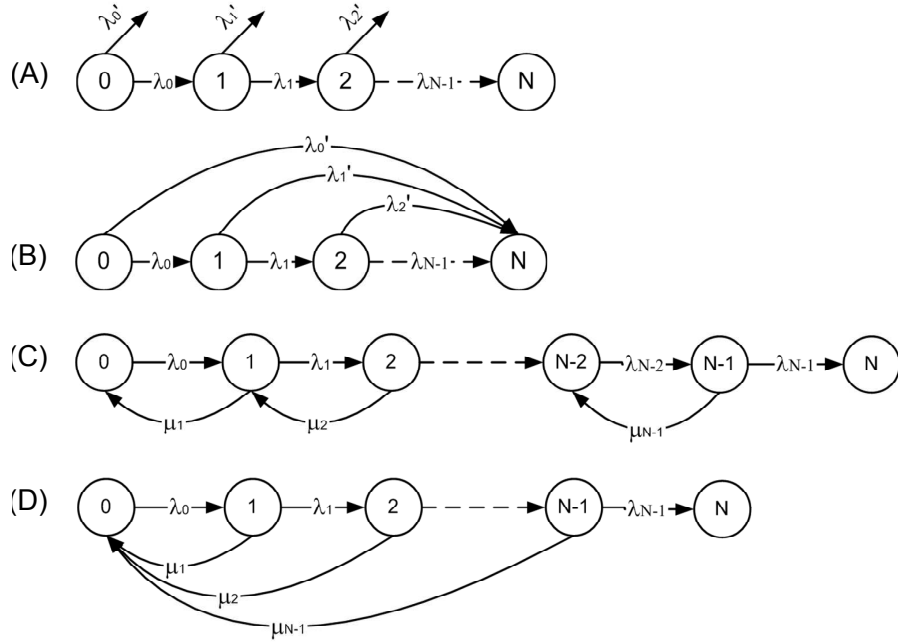 λ0' λ1' λ2'
(A) 0 λ0 1 λ1 2 λN-1 N
λ0'
λ1'
λ2'
(B) 0 λ0 1 λ1 2 λN-1 N
(C) 0 λ0 1 λ1 2 N-2 λN-2 N-1 λN-1 N
μ1 μ2 μN-1
(D) 0 λ0 1 λ1 2 N-1 λN-1 N
μ1
μ2
μN-1